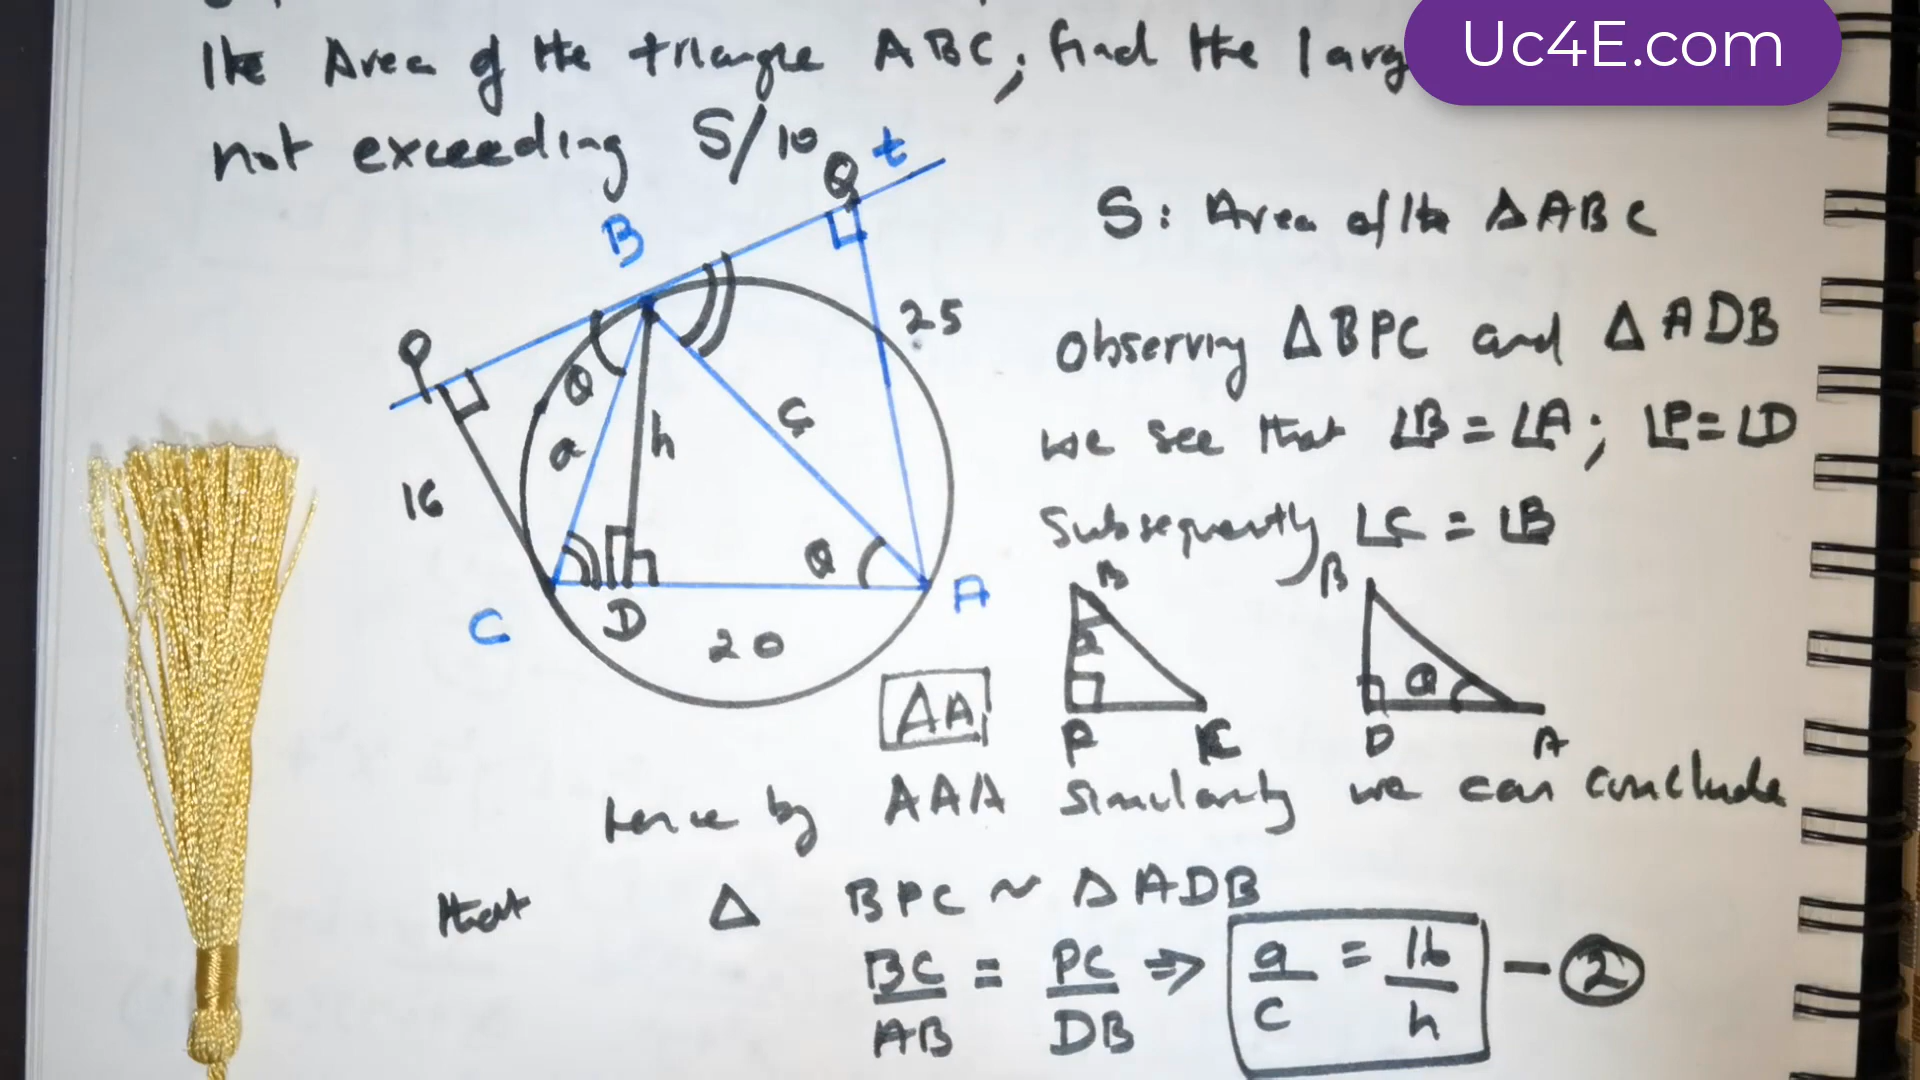 Uc4E.com
the Area of the triangle ABC, find the larg
not exceeding S/10
Q t
B
S: Area of the ΔABC
P
25
Observing ΔBPC and ΔADB
θ
a h c
we see that ∠B = ∠A; ∠P = ∠D
16
Subsequently ∠C = ∠B
θ
C D A
20
B B
θ θ
P C D A
AA
Hence by AAA similarity we can conclude
that Δ BPC ~ ΔADB
BC/AB = PC/DB ⇒ a/c = 16/h — 2